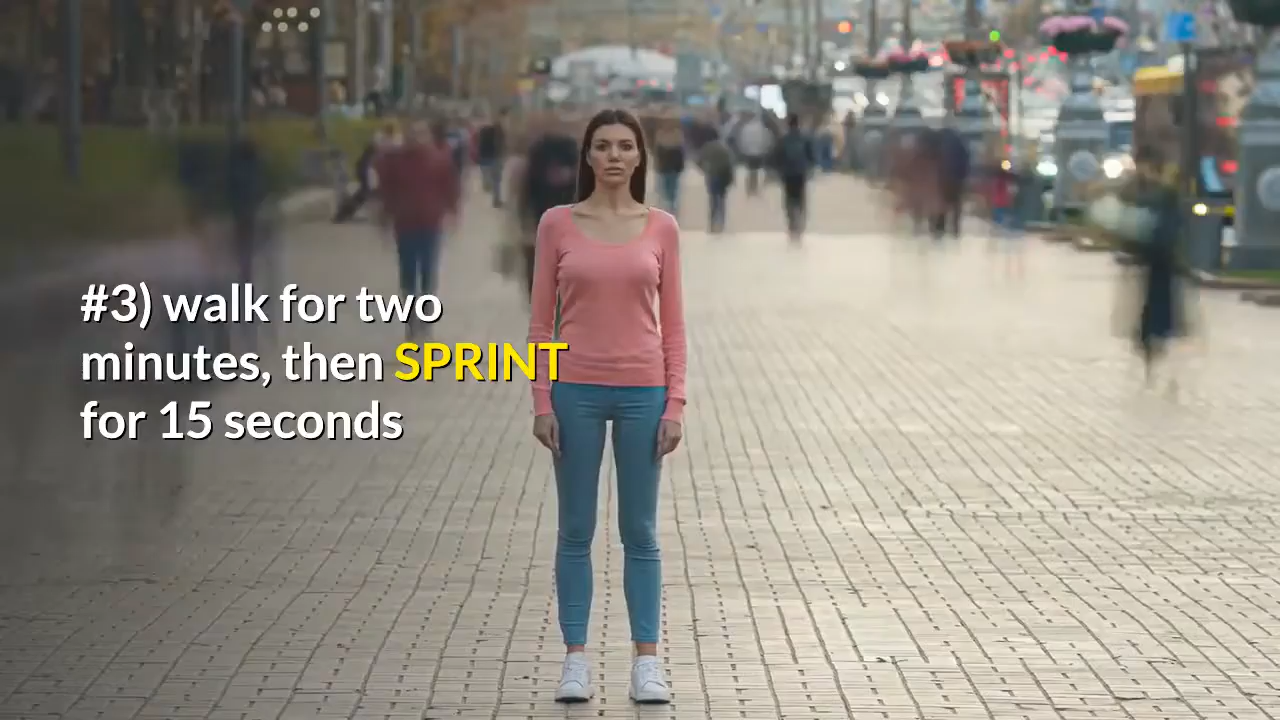 #3) walk for two
minutes, then SPRINT
for 15 seconds